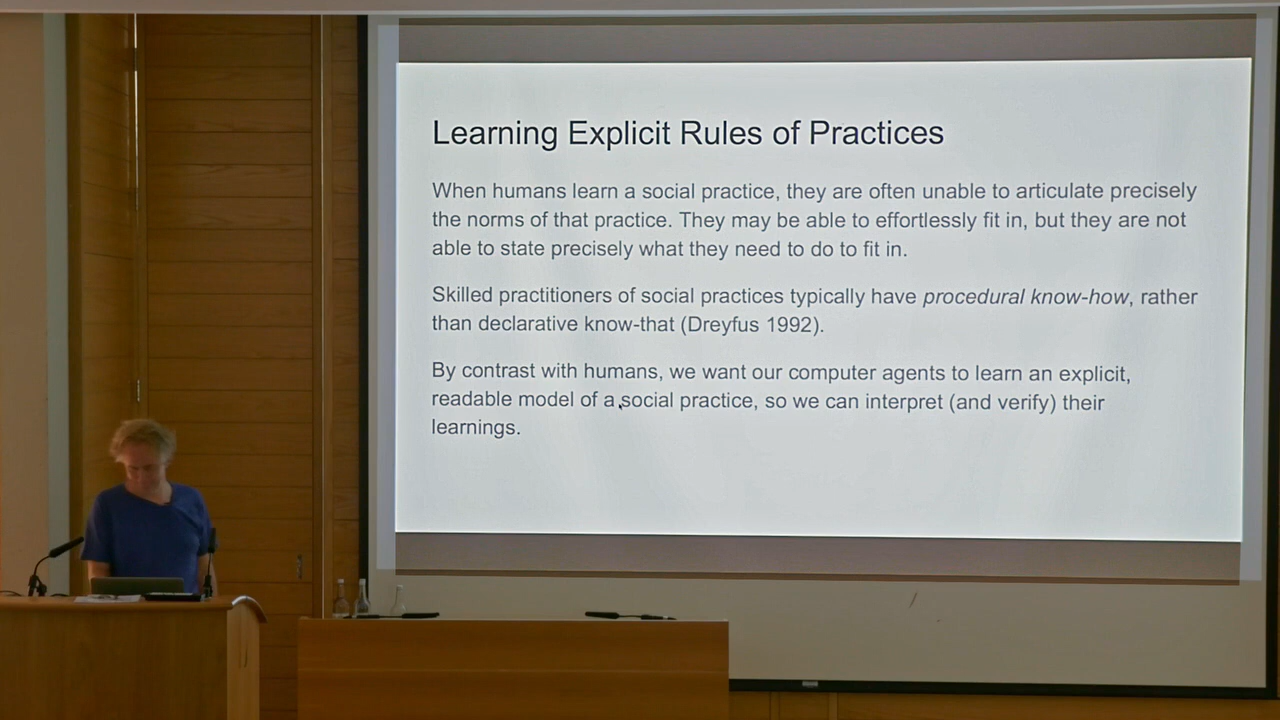 Learning Explicit Rules of Practices
When humans learn a social practice, they are often unable to articulate precisely
the norms of that practice. They may be able to effortlessly fit in, but they are not
able to state precisely what they need to do to fit in.
Skilled practitioners of social practices typically have procedural know-how, rather
than declarative know-that (Dreyfus 1992).
By contrast with humans, we want our computer agents to learn an explicit,
readable model of a social practice, so we can interpret (and verify) their
learnings.